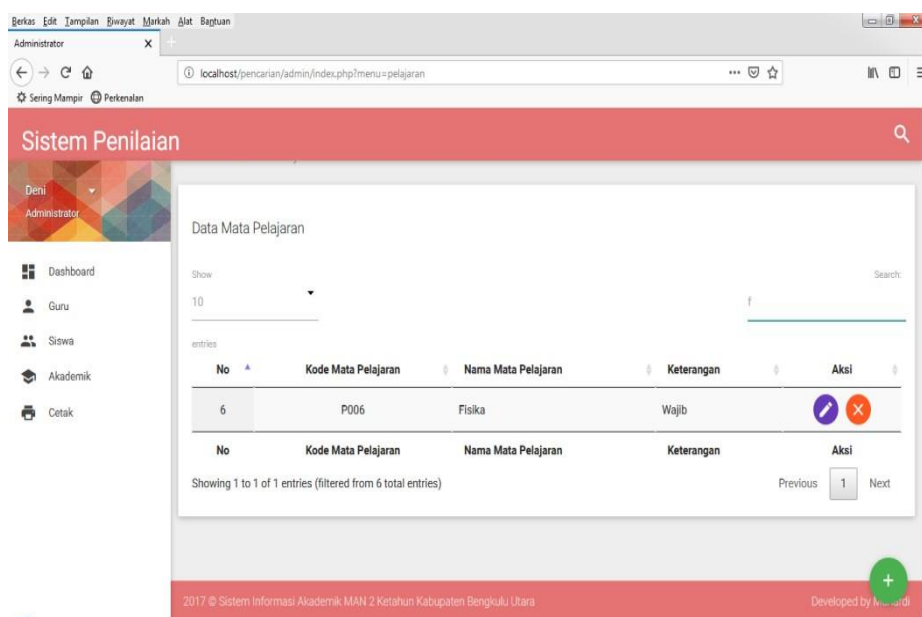 Berkas Edit Tampilan Riwayat Markah Alat Bantuan
Administrator
localhost/pencarian/admin/index.php?menu=pelajaran
Sering Mampir Perkenalan
Sistem Penilaian
Deni
Administrator
Dashboard
Guru
Siswa
Akademik
Cetak
Data Mata Pelajaran
Show
Search:
10
f
entries
No Kode Mata Pelajaran Nama Mata Pelajaran Keterangan Aksi
6 P006 Fisika Wajib
No Kode Mata Pelajaran Nama Mata Pelajaran Keterangan Aksi
Showing 1 to 1 of 1 entries (filtered from 6 total entries)
Previous 1 Next
2017 © Sistem Informasi Akademik MAN 2 Ketahun Kabupaten Bengkulu Utara
Developed by